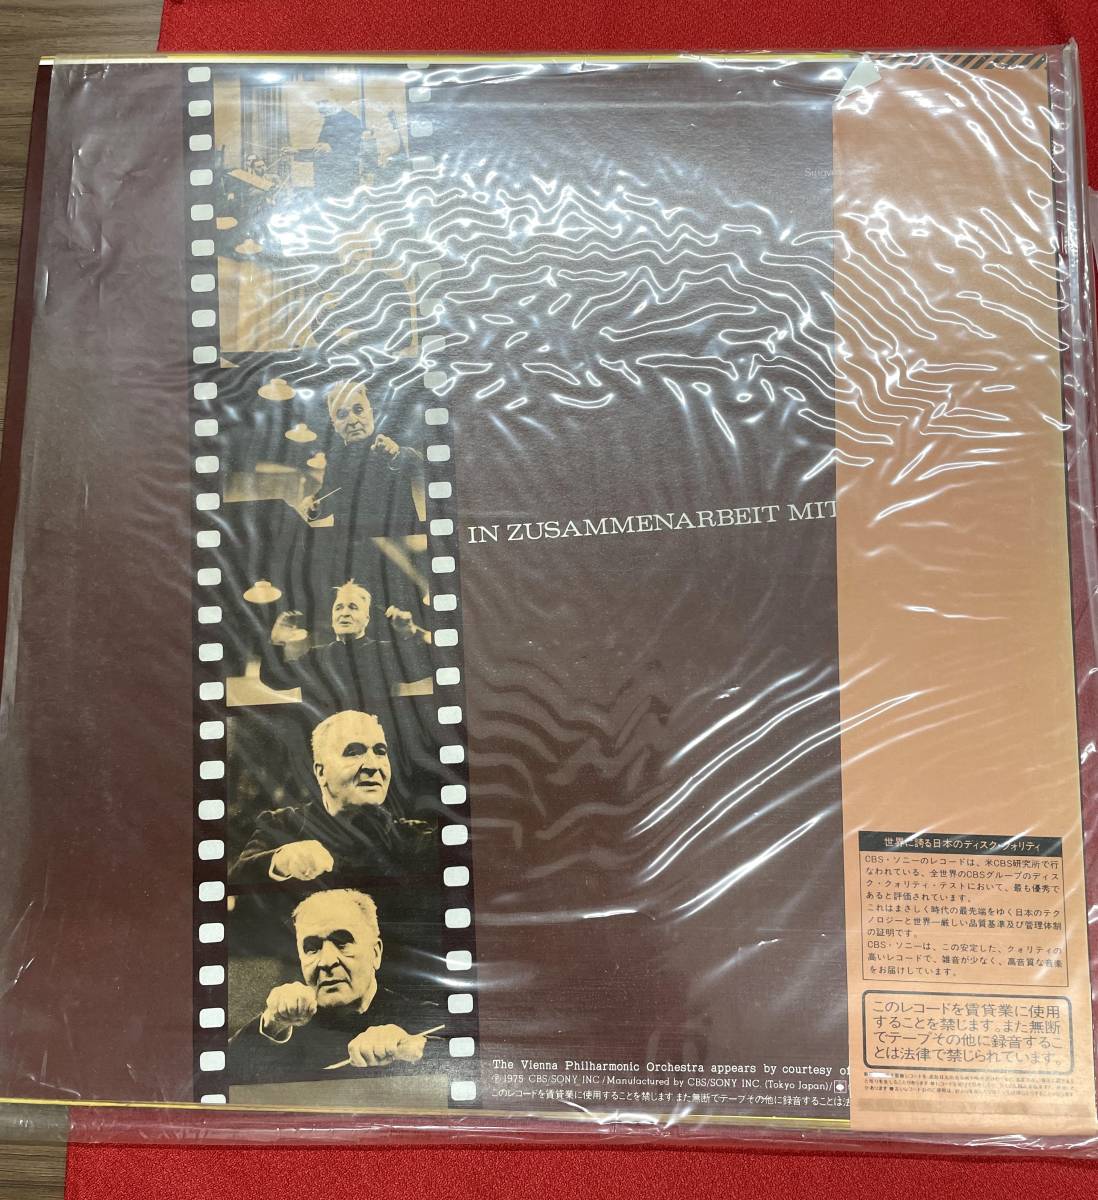 IN ZUSAMMENARBEIT MIT
世界に誇る日本のディスク・クォリティ
CBS・ソニーのレコードは、米CBS研究所で行
なわれている、全世界のCBSグループのディス
ク・クォリティ・テストにおいて、最も優秀で
あると評価されています。
これはまさしく時代の最先端をゆく日本のテク
ノロジーと世界一厳しい品質基準及び管理体制
の証明です。
CBS・ソニーは、この安定した、クォリティの
高いレコードで、雑音が少なく、高音質な音楽
をお届けしています。
このレコードを賃貸業に使用
することを禁じます。また無断
でテープその他に録音するこ
とは法律で禁じられています。
The Vienna Philharmonic Orchestra appears by courtesy of
Ⓟ 1975 CBS/SONY INC./Manufactured by CBS/SONY INC. (Tokyo Japan)/
このレコードを賃貸業に使用することを禁じます また無断でテープその他に録音することは法